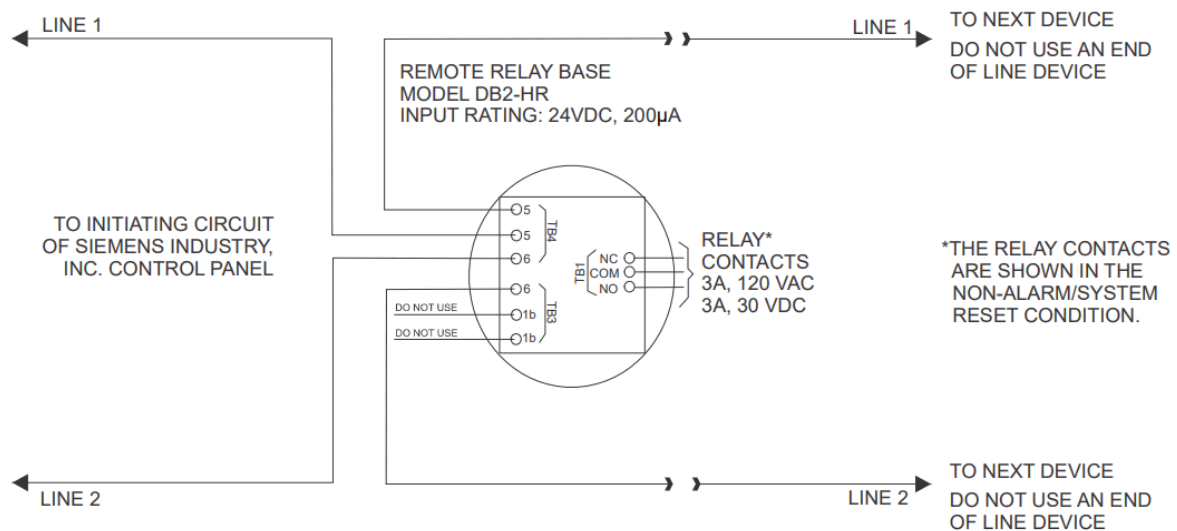 LINE 1
LINE 1
TO NEXT DEVICE
DO NOT USE AN END
OF LINE DEVICE
REMOTE RELAY BASE
MODEL DB2-HR
INPUT RATING: 24VDC, 200µA
TO INITIATING CIRCUIT
OF SIEMENS INDUSTRY,
INC. CONTROL PANEL
5
5
6
TB4
6
1b
1b
TB3
DO NOT USE
DO NOT USE
TB1
NC
COM
NO
RELAY*
CONTACTS
3A, 120 VAC
3A, 30 VDC
*THE RELAY CONTACTS
ARE SHOWN IN THE
NON-ALARM/SYSTEM
RESET CONDITION.
LINE 2
LINE 2
TO NEXT DEVICE
DO NOT USE AN END
OF LINE DEVICE